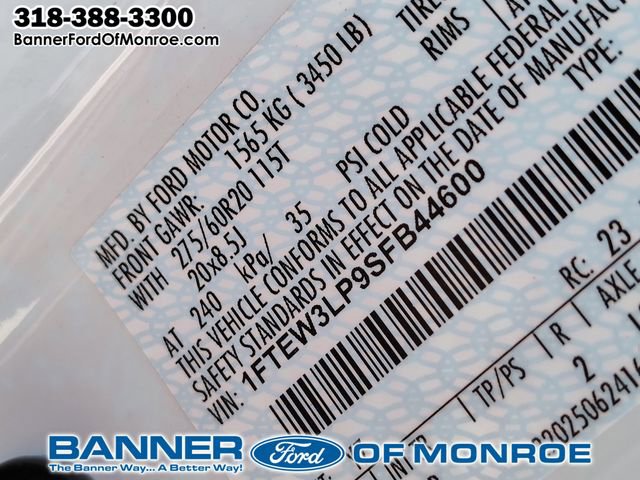 318-388-3300
BannerFordOfMonroe.com
MFD. BY FORD MOTOR CO.
FRONT GAWR: 1565 KG ( 3450 LB)
WITH 275/60R20 115T TIRE
20x8.5J RIMS
AT 240 kPa/ 35 PSI COLD
THIS VEHICLE CONFORMS TO ALL APPLICABLE FEDERAL
SAFETY STANDARDS IN EFFECT ON THE DATE OF MANUFAC
VIN: 1FTEW3LP9SFB44600 TYPE:
RC: 23
TP/PS R AXLE
2
BANNER Ford OF MONROE
The Banner Way... A Better Way!